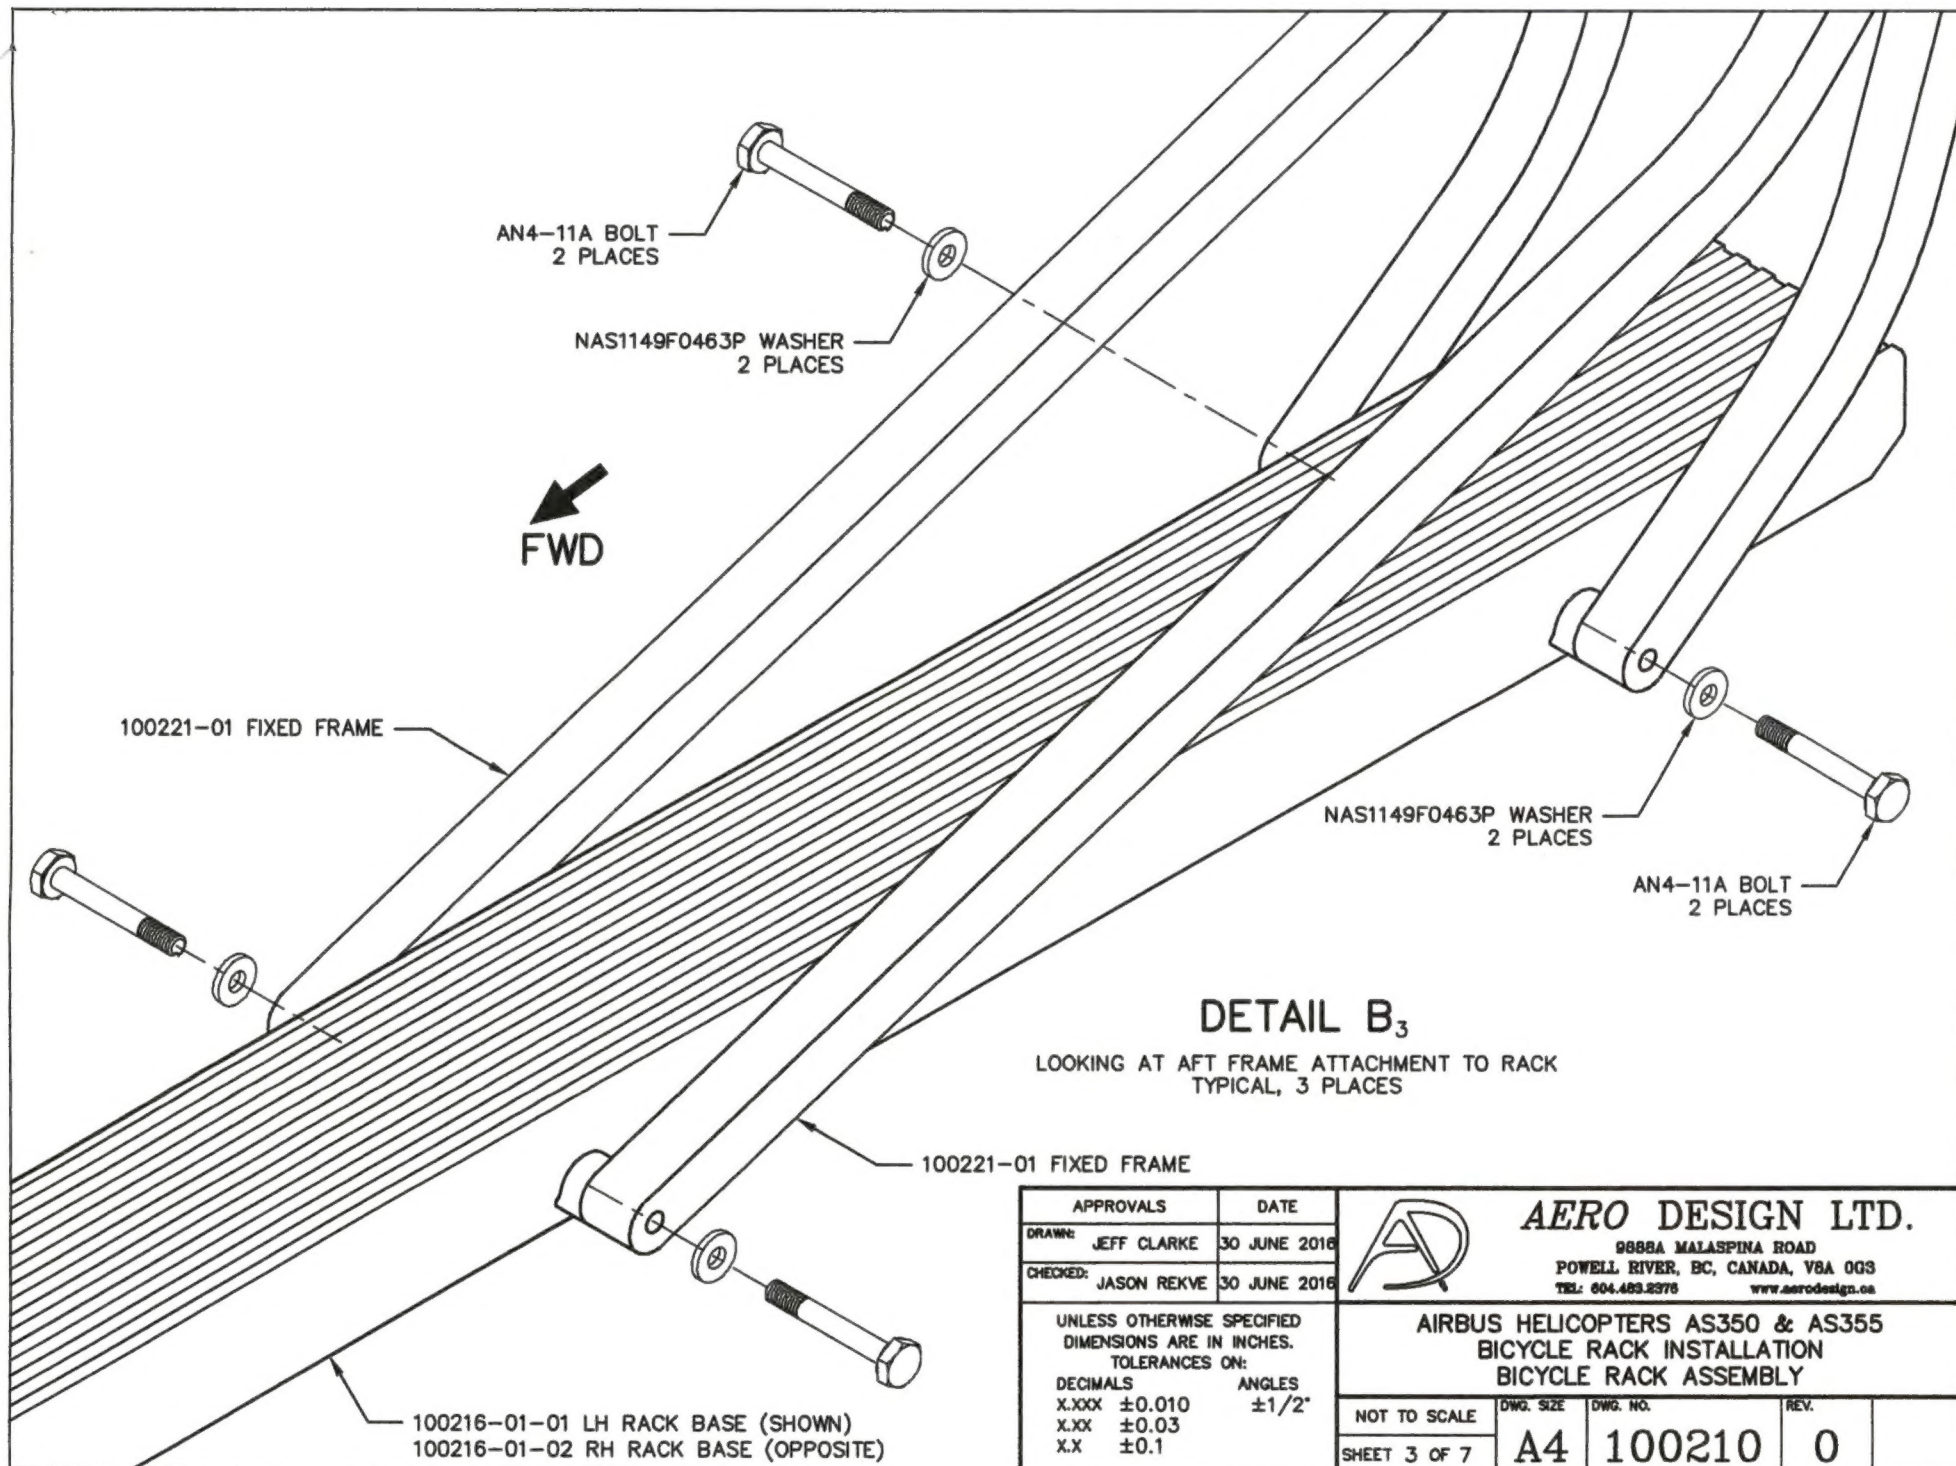 AN4-11A BOLT
2 PLACES
NAS1149F0463P WASHER
2 PLACES
FWD
100221-01 FIXED FRAME
NAS1149F0463P WASHER
2 PLACES
AN4-11A BOLT
2 PLACES
DETAIL B₃
LOOKING AT AFT FRAME ATTACHMENT TO RACK
TYPICAL, 3 PLACES
100221-01 FIXED FRAME
100216-01-01 LH RACK BASE (SHOWN)
100216-01-02 RH RACK BASE (OPPOSITE)
APPROVALS DATE
DRAWN: JEFF CLARKE 30 JUNE 2016
CHECKED: JASON REKVE 30 JUNE 2016
UNLESS OTHERWISE SPECIFIED
DIMENSIONS ARE IN INCHES.
TOLERANCES ON:
DECIMALS ANGLES
X.XXX ±0.010 ±1/2°
X.XX ±0.03
X.X ±0.1
AERO DESIGN LTD.
9888A MALASPINA ROAD
POWELL RIVER, BC, CANADA, V8A 0G3
TEL: 604.483.2376 www.aerodesign.ca
AIRBUS HELICOPTERS AS350 & AS355
BICYCLE RACK INSTALLATION
BICYCLE RACK ASSEMBLY
NOT TO SCALE
SHEET 3 OF 7
DWG. SIZE
A4
DWG. NO.
100210
REV.
0